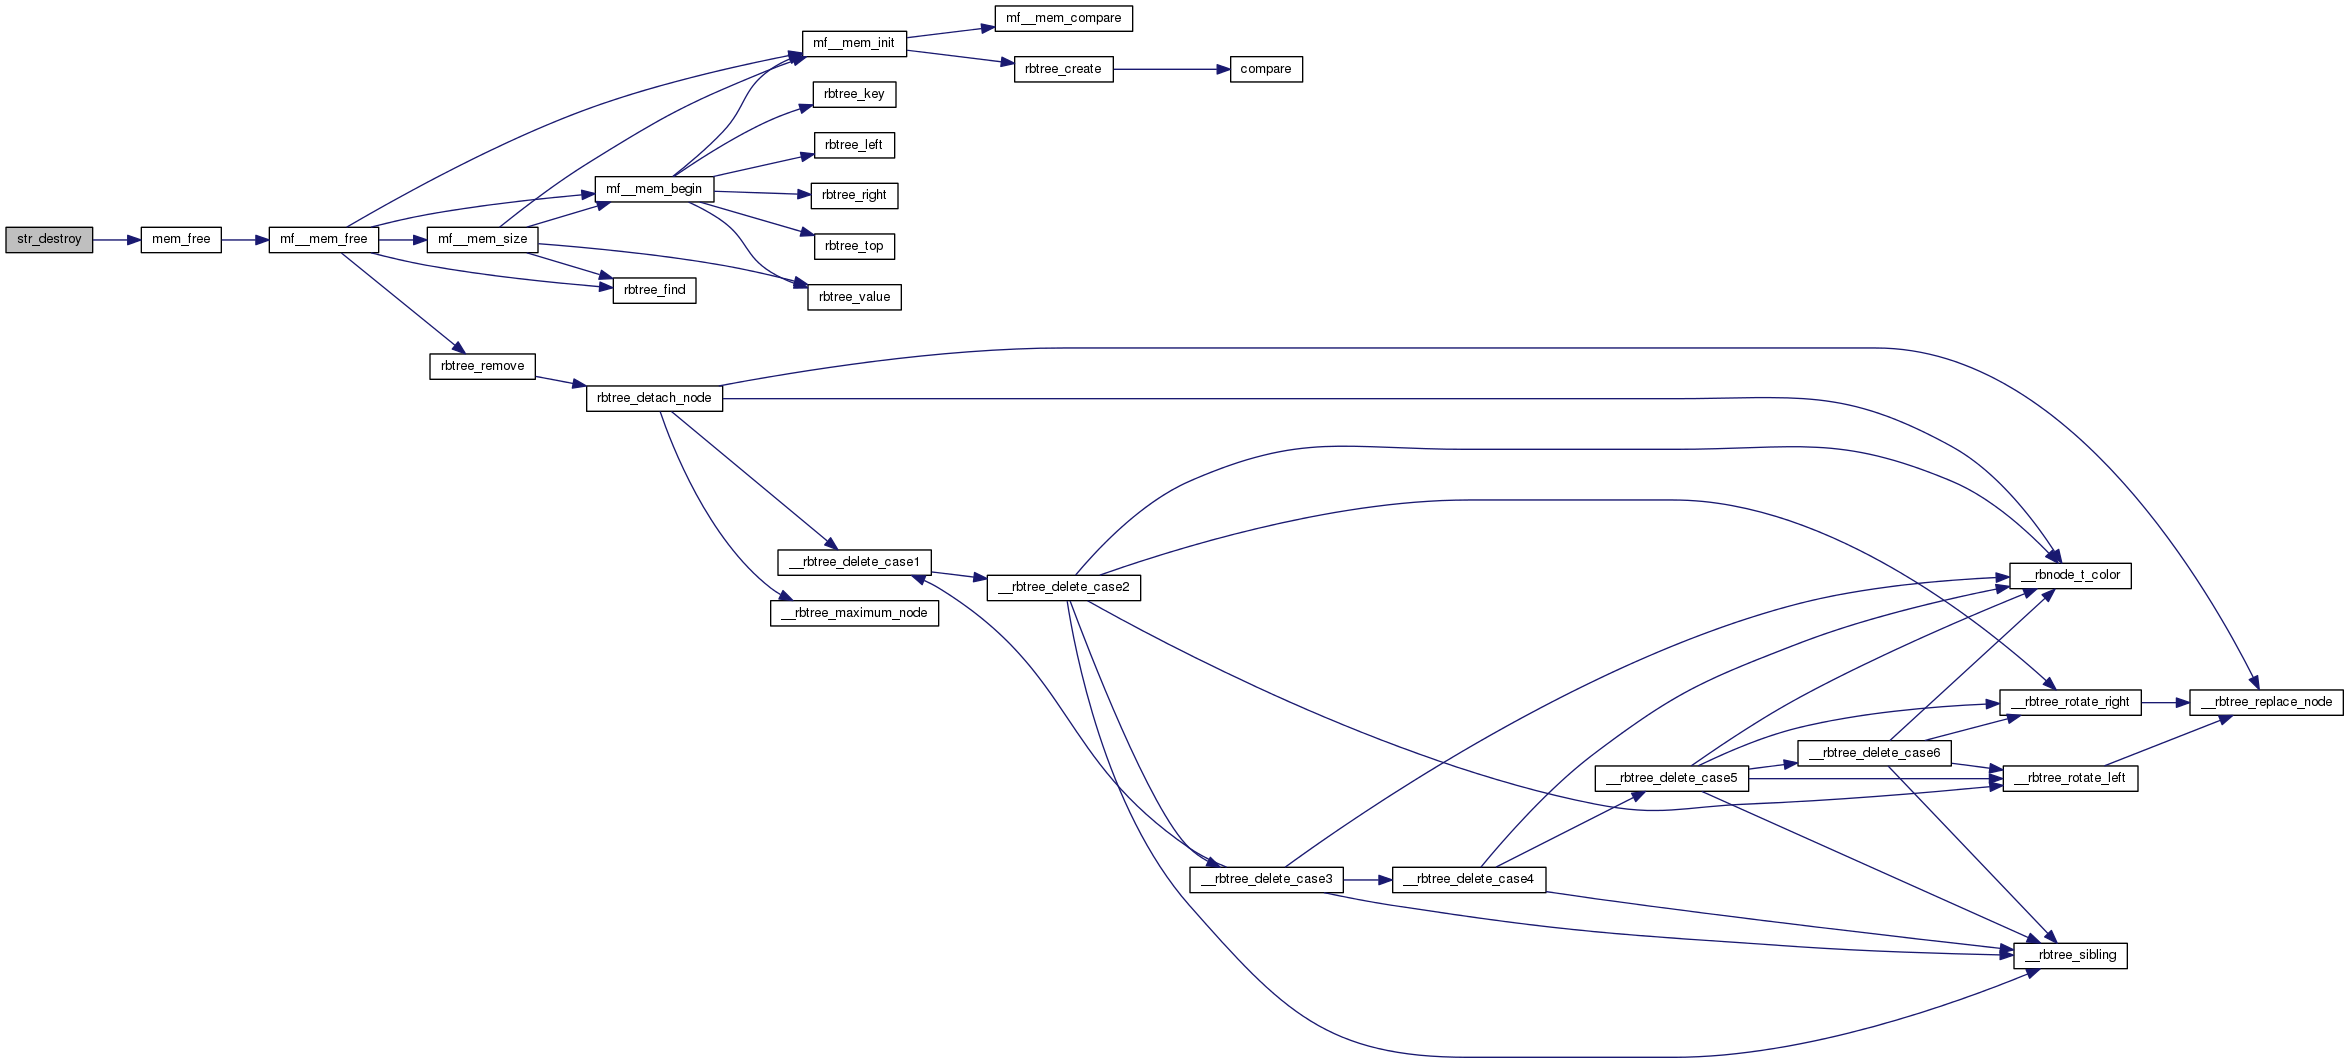 str_destroy
mem_free
mf__mem_free
mf__mem_size
mf__mem_begin
mf__mem_init
mf__mem_compare
rbtree_create
compare
rbtree_key
rbtree_left
rbtree_right
rbtree_top
rbtree_value
rbtree_find
rbtree_remove
rbtree_detach_node
__rbtree_delete_case1
__rbtree_maximum_node
__rbtree_delete_case2
__rbtree_delete_case3
__rbtree_delete_case4
__rbtree_delete_case5
__rbtree_delete_case6
__rbnode_t_color
__rbtree_rotate_right
__rbtree_replace_node
__rbtree_rotate_left
__rbtree_sibling